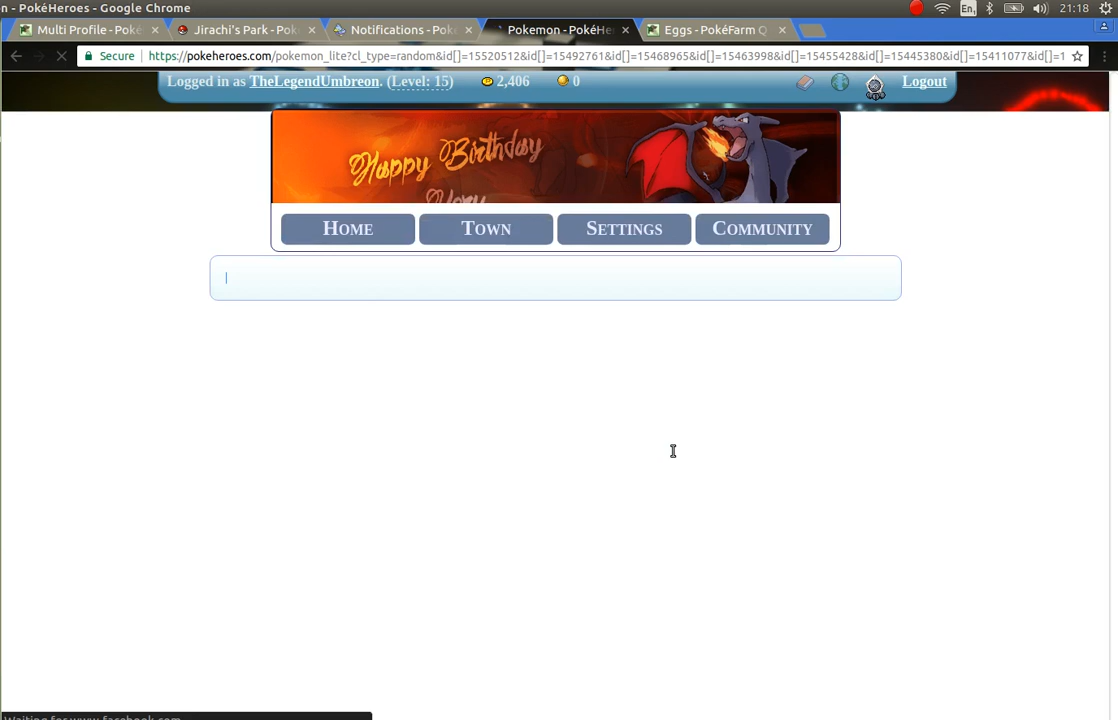 n - PokéHeroes - Google Chrome
En
21:18
Multi Profile - Poké
Jirachi's Park - Pok
Notifications - Poké
Pokemon - PokéHe
Eggs - PokéFarm Q
Secure
https://pokeheroes.com/pokemon_lite?cl_type=random&id[]=15520512&id[]=15492761&id[]=15468965&id[]=15463998&id[]=15455428&id[]=15445380&id[]=15411077&id[]=1
Logged in as TheLegendUmbreon. (Level: 15)
2,406
0
Logout
Happy Birthday
Home
Town
Settings
Community
Waiting for www.facebook.com